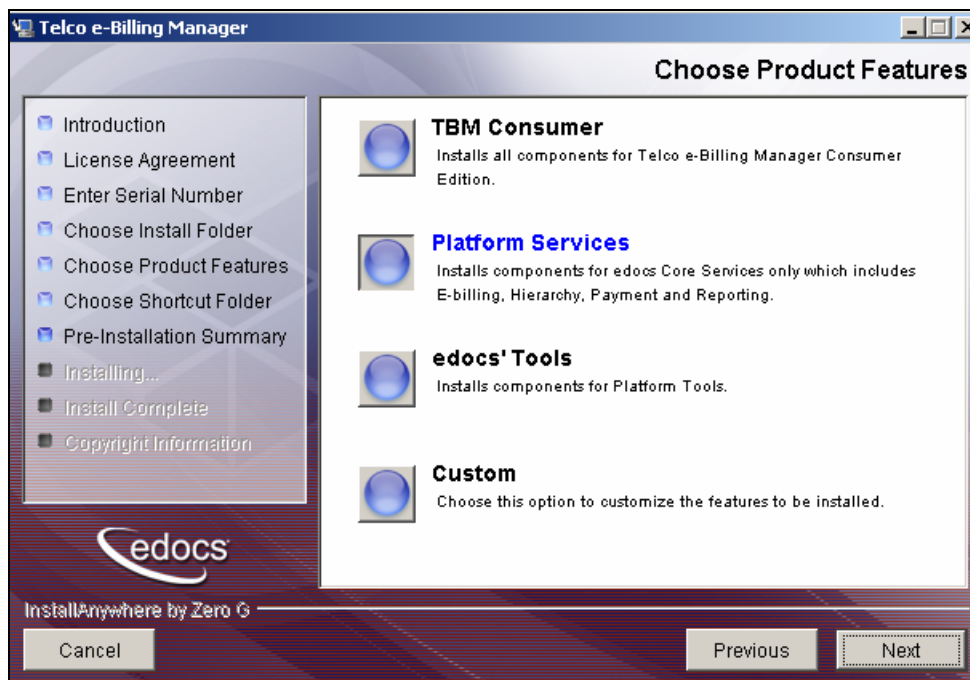 Telco e-Billing Manager
Choose Product Features
Introduction
License Agreement
Enter Serial Number
Choose Install Folder
Choose Product Features
Choose Shortcut Folder
Pre-Installation Summary
Installing...
Install Complete
Copyright Information
TBM Consumer
Installs all components for Telco e-Billing Manager Consumer
Edition.
Platform Services
Installs components for edocs Core Services only which includes
E-billing, Hierarchy, Payment and Reporting.
edocs' Tools
Installs components for Platform Tools.
Custom
Choose this option to customize the features to be installed.
edocs
InstallAnywhere by Zero G
Cancel
Previous
Next